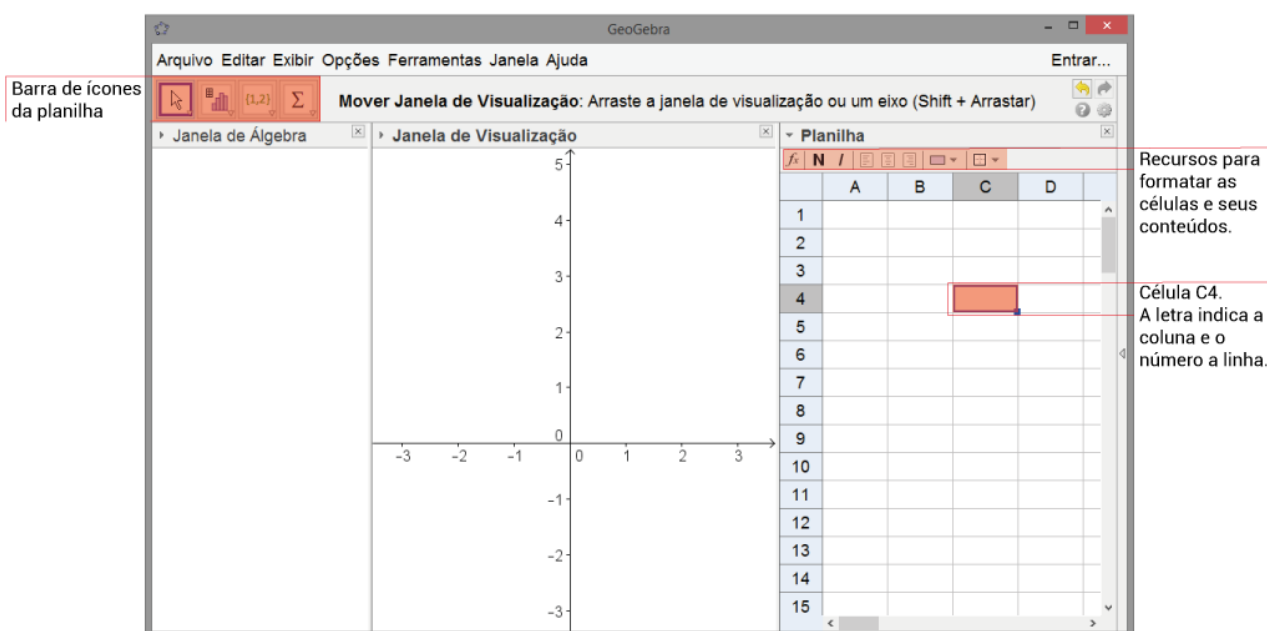 GeoGebra
Arquivo Editar Exibir Opções Ferramentas Janela Ajuda
Entrar...
Barra de ícones
da planilha
{1,2} Σ
Mover Janela de Visualização: Arraste a janela de visualização ou um eixo (Shift + Arrastar)
Janela de Álgebra
Janela de Visualização
Planilha
fx N I
Recursos para
formatar as
células e seus
conteúdos.
A B C D
1
2
3
4
5
6
7
8
9
10
11
12
13
14
15
Célula C4.
A letra indica a
coluna e o
número a linha.
5
4
3
2
1
0
-3 -2 -1 0 1 2 3
-1
-2
-3